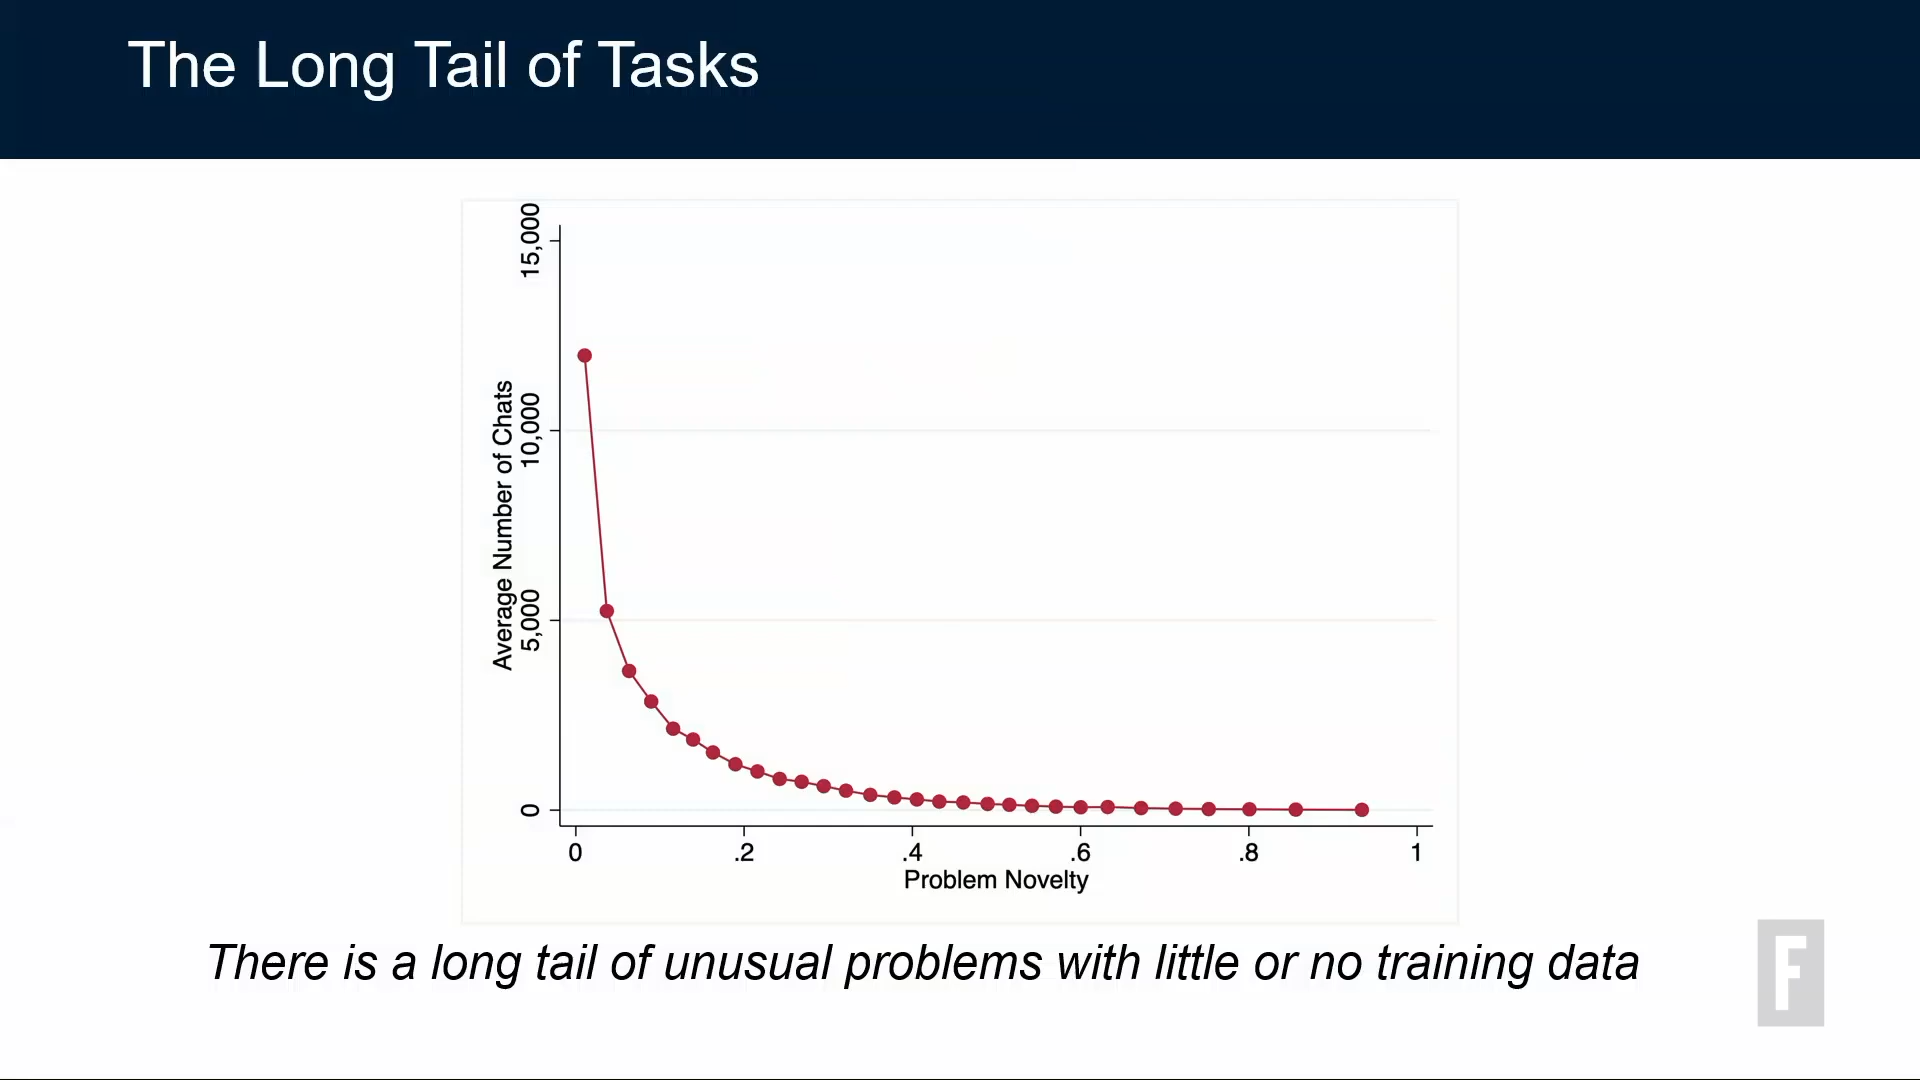 The Long Tail of Tasks
15,000
10,000
5,000
0
Average Number of Chats
0 .2 .4 .6 .8 1
Problem Novelty
There is a long tail of unusual problems with little or no training data
F